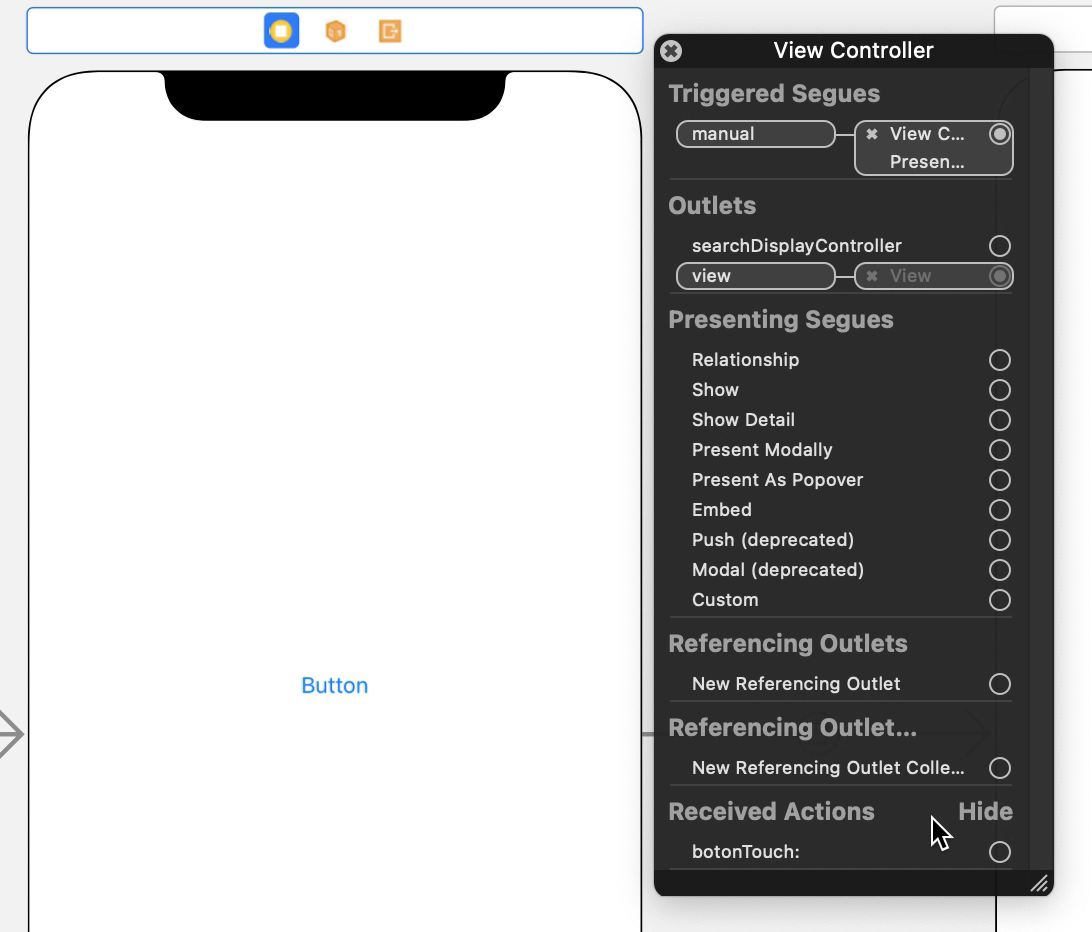 View Controller
Triggered Segues
manual
View C...
Presen...
Outlets
searchDisplayController
view
View
Presenting Segues
Relationship
Show
Show Detail
Present Modally
Present As Popover
Embed
Push (deprecated)
Modal (deprecated)
Custom
Referencing Outlets
New Referencing Outlet
Referencing Outlet...
New Referencing Outlet Colle...
Received Actions Hide
botonTouch:
Button